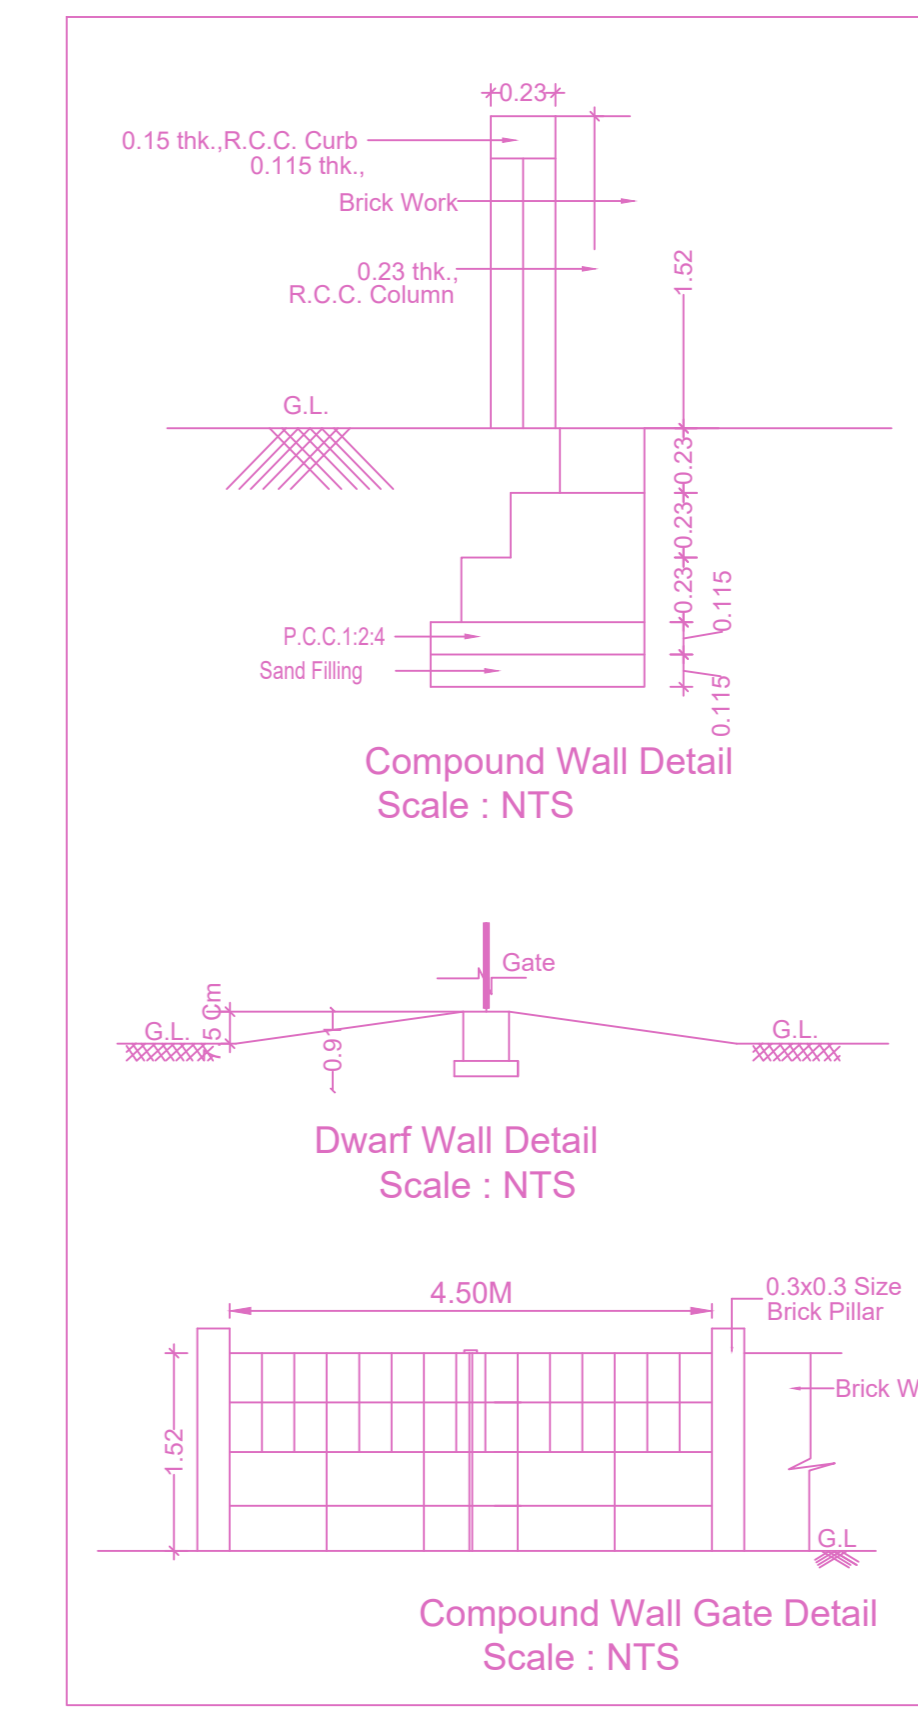 0.23
0.15 thk.,R.C.C. Curb
0.115 thk.,
Brick Work
0.23 thk.,
R.C.C. Column
1.52
G.L.
0.23
0.23
0.23
0.115
P.C.C.1:2:4
Sand Filling
0.115
Compound Wall Detail
Scale : NTS
Gate
G.L.
7.5 Cm
0.91
G.L.
Dwarf Wall Detail
Scale : NTS
4.50M
0.3x0.3 Size
Brick Pillar
Brick W
1.52
G.L
Compound Wall Gate Detail
Scale : NTS